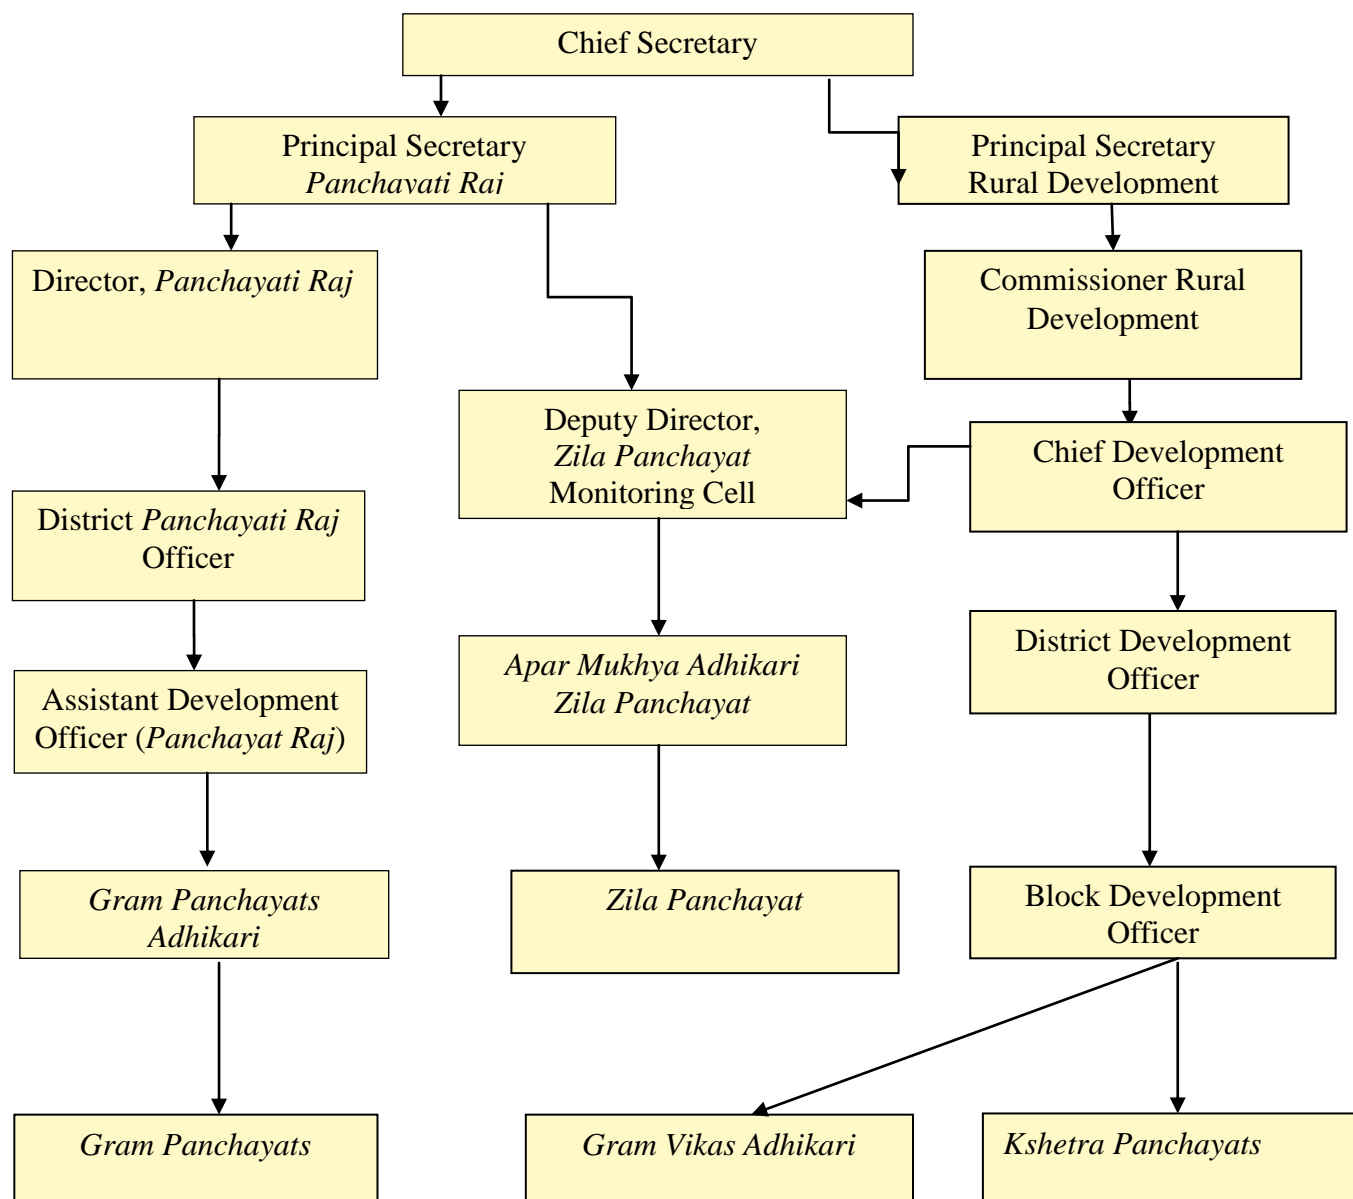 Chief Secretary
Principal Secretary
Panchayati Raj
Principal Secretary
Rural Development
Director, Panchayati Raj
Commissioner Rural
Development
Deputy Director,
Zila Panchayat
Monitoring Cell
Chief Development
Officer
District Panchayati Raj
Officer
District Development
Officer
Apar Mukhya Adhikari
Zila Panchayat
Assistant Development
Officer (Panchayat Raj)
Gram Panchayats
Adhikari
Zila Panchayat
Block Development
Officer
Gram Panchayats
Gram Vikas Adhikari
Kshetra Panchayats